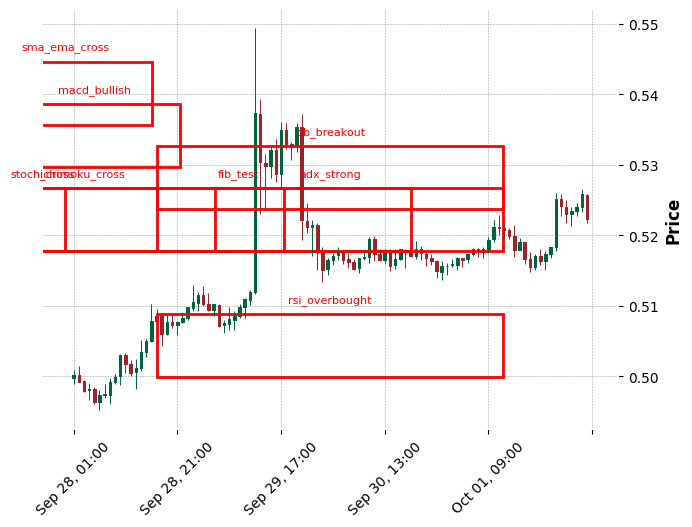 0.55
sma_ema_cross
macd_bullish
0.54
bb_breakout
0.53
ichimoku_cross
fib_test
adx_strong
0.52
Price
0.51
rsi_overbought
0.50
Sep 28, 01:00
Sep 28, 21:00
Sep 29, 17:00
Sep 30, 13:00
Oct 01, 09:00